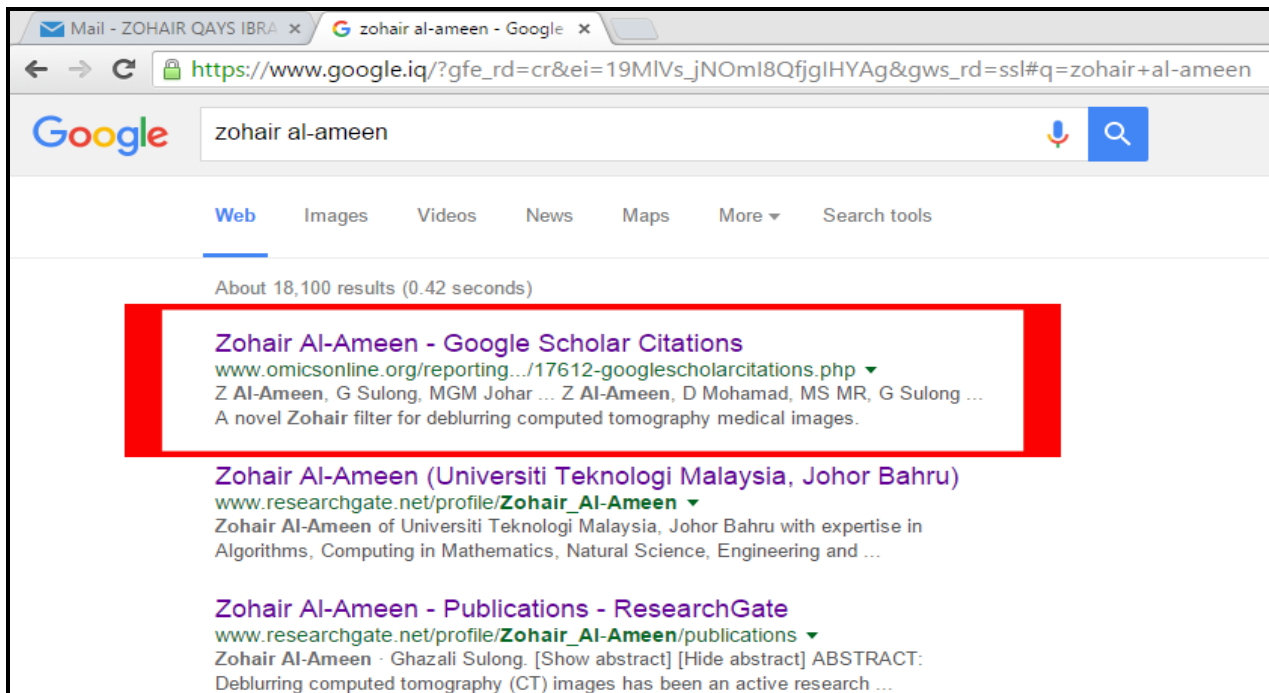 Mail - ZOHAIR QAYS IBRA
zohair al-ameen - Google
https://www.google.iq/?gfe_rd=cr&ei=19MlVs_jNOmI8QfjgIHYAg&gws_rd=ssl#q=zohair+al-ameen
Google
zohair al-ameen
Web Images Videos News Maps More Search tools
About 18,100 results (0.42 seconds)
Zohair Al-Ameen - Google Scholar Citations
www.omicsonline.org/reporting.../17612-googlescholarcitations.php
Z Al-Ameen, G Sulong, MGM Johar ... Z Al-Ameen, D Mohamad, MS MR, G Sulong ...
A novel Zohair filter for deblurring computed tomography medical images.
Zohair Al-Ameen (Universiti Teknologi Malaysia, Johor Bahru)
www.researchgate.net/profile/Zohair_Al-Ameen
Zohair Al-Ameen of Universiti Teknologi Malaysia, Johor Bahru with expertise in
Algorithms, Computing in Mathematics, Natural Science, Engineering and ...
Zohair Al-Ameen - Publications - ResearchGate
www.researchgate.net/profile/Zohair_Al-Ameen/publications
Zohair Al-Ameen · Ghazali Sulong. [Show abstract] [Hide abstract] ABSTRACT:
Deblurring computed tomography (CT) images has been an active research ...